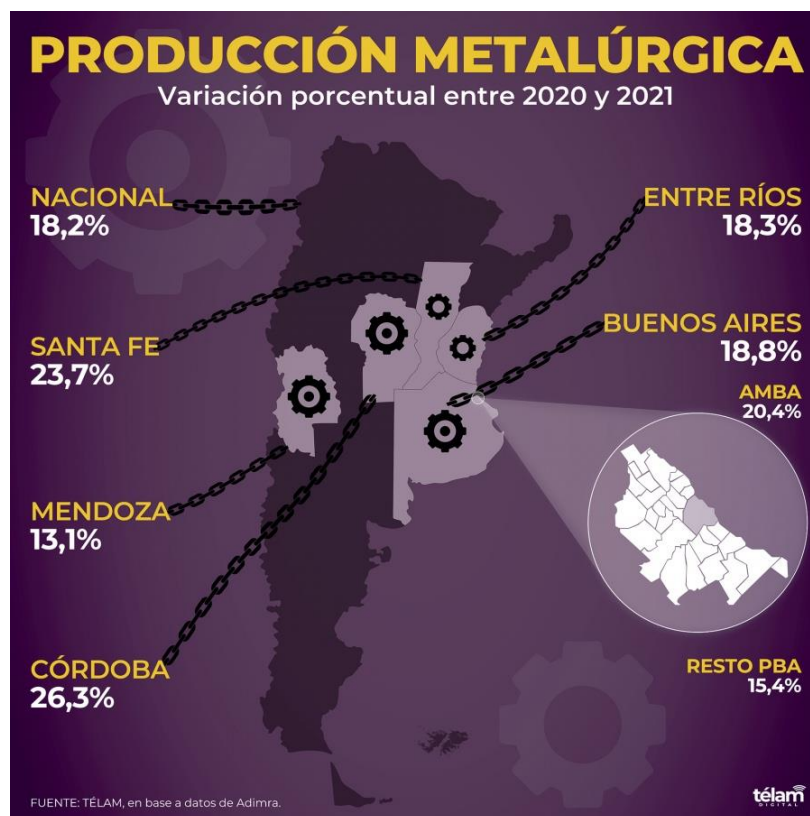 PRODUCCIÓN METALÚRGICA
Variación porcentual entre 2020 y 2021
NACIONAL
18,2%
SANTA FE
23,7%
MENDOZA
13,1%
CÓRDOBA
26,3%
ENTRE RÍOS
18,3%
BUENOS AIRES
18,8%
AMBA
20,4%
RESTO PBA
15,4%
FUENTE: TÉLAM, en base a datos de Adimra.
télam
DIGITAL